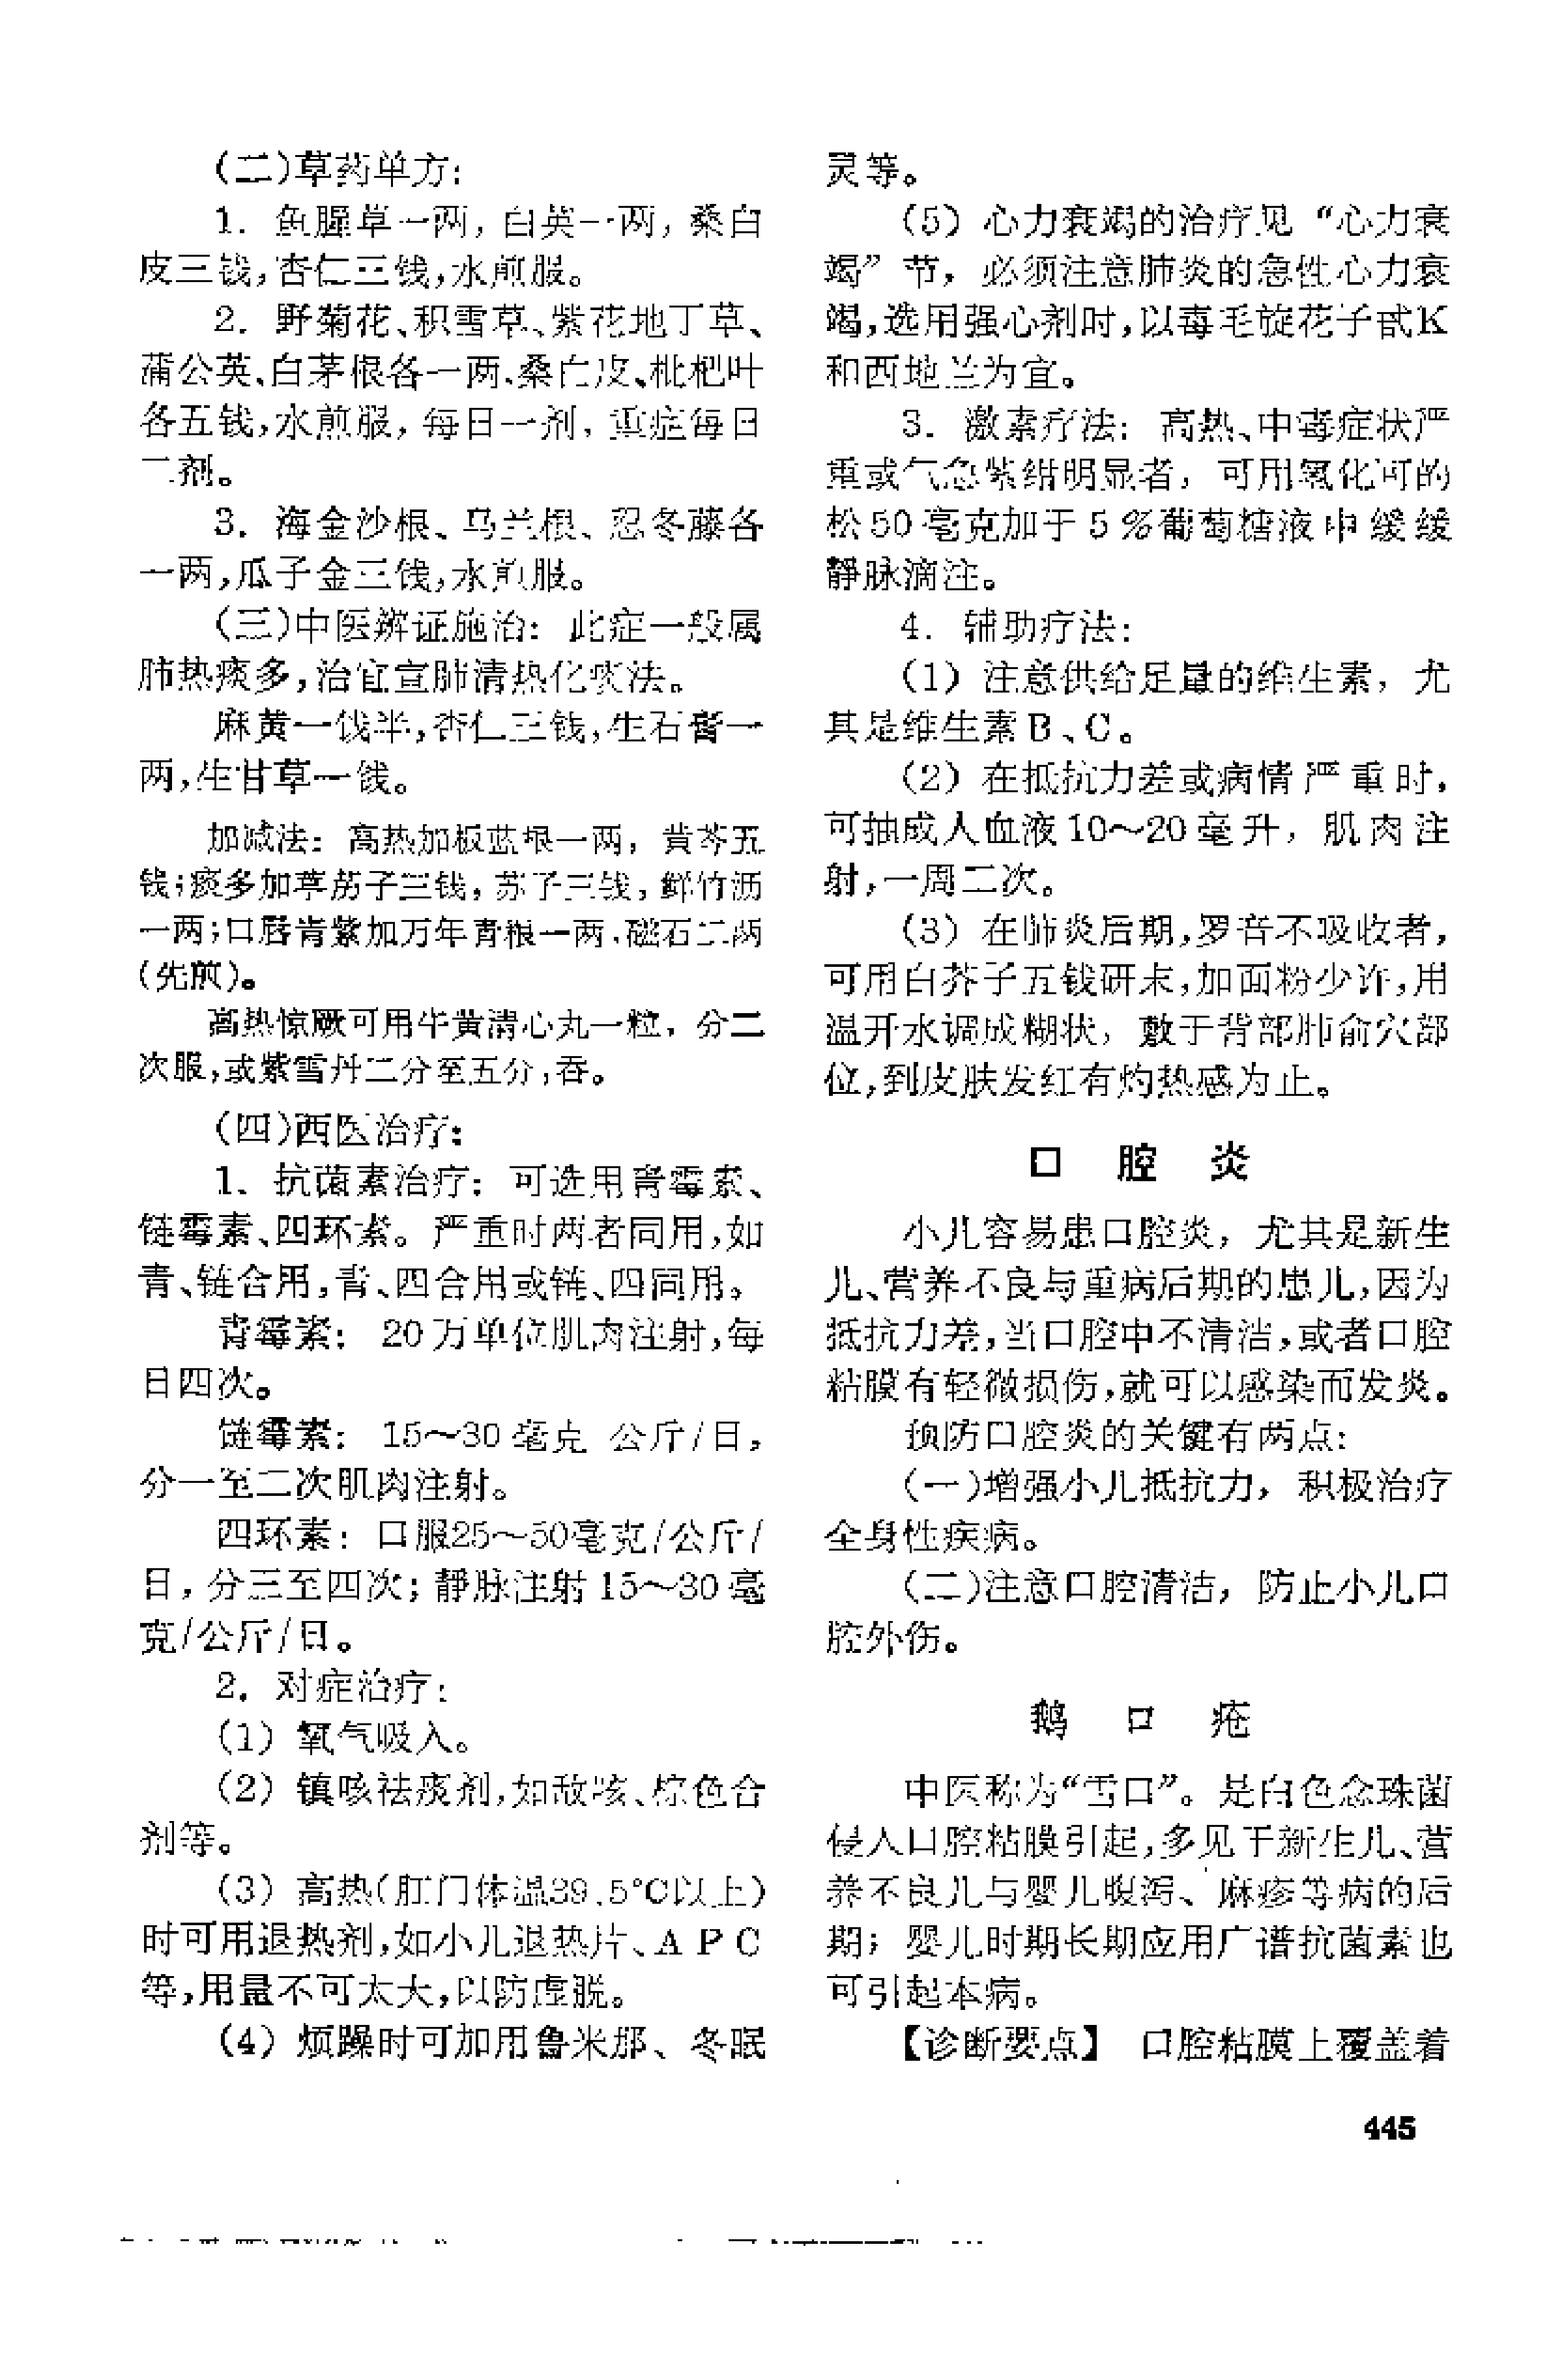 （二）草药单方：
1． 鱼腥草一两，白英一两，桑白
皮三钱，杏仁三钱，水煎服。
2． 野菊花、积雪草、紫花地丁草、
蒲公英、白茅根各一两，桑白皮、枇杷叶
各五钱，水煎服，每日一剂，重症每日
二剂。
3． 海金沙根、马兰根、忍冬藤各
一两，瓜子金三钱，水煎服。
（三）中医辨证施治： 此症一般属
肺热痰多，治宜宣肺清热化痰法。
麻黄一钱半，杏仁三钱，生石膏一
两，生甘草一钱。
加减法： 高热加板蓝根一两，黄芩五
钱；痰多加葶苈子三钱，苏子三钱，鲜竹沥
一两；口唇青紫加万年青根一两，磁石二两
（先煎）。
高热惊厥可用牛黄清心丸一粒，分二
次服，或紫雪丹二分至五分，吞。
（四）西医治疗：
1． 抗菌素治疗： 可选用青霉素、
链霉素、四环素。严重时两者同用，如
青、链合用，青、四合用或链、四同用。
青霉素： 20万单位肌肉注射，每
日四次。
链霉素： 15～30毫克 公斤/日，
分一至二次肌肉注射。
四环素： 口服25～50毫克/公斤/
日，分三至四次；静脉注射15～30毫
克/公斤/日。
2． 对症治疗：
（1） 氧气吸入。
（2） 镇咳祛痰剂，如敌咳、棕色合
剂等。
（3） 高热（肛门体温39.5°C以上）
时可用退热剂，如小儿退热片、A P C
等，用量不可太大，以防虚脱。
（4） 烦躁时可加用鲁米那、冬眠
灵等。
（5） 心力衰竭的治疗见“心力衰
竭”节，必须注意肺炎的急性心力衰
竭，选用强心剂时，以毒毛旋花子甙K
和西地兰为宜。
3． 激素疗法： 高热、中毒症状严
重或气急紫绀明显者，可用氢化可的
松50毫克加于5％葡萄糖液中缓缓
静脉滴注。
4． 辅助疗法：
（1） 注意供给足量的维生素，尤
其是维生素B、C。
（2） 在抵抗力差或病情严重时，
可抽成人血液10～20毫升，肌肉注
射，一周二次。
（3） 在肺炎后期，罗音不吸收者，
可用白芥子五钱研末，加面粉少许，用
温开水调成糊状，敷于背部肺俞穴部
位，到皮肤发红有灼热感为止。
口 腔 炎
小儿容易患口腔炎，尤其是新生
儿、营养不良与重病后期的患儿，因为
抵抗力差，当口腔中不清洁，或者口腔
粘膜有轻微损伤，就可以感染而发炎。
预防口腔炎的关键有两点：
（一）增强小儿抵抗力，积极治疗
全身性疾病。
（二）注意口腔清洁，防止小儿口
腔外伤。
鹅 口 疮
中医称为“雪口”。是白色念珠菌
侵入口腔粘膜引起，多见于新生儿、营
养不良儿与婴儿腹泻、麻疹等病的后
期；婴儿时期长期应用广谱抗菌素也
可引起本病。
【诊断要点】 口腔粘膜上覆盖着
445